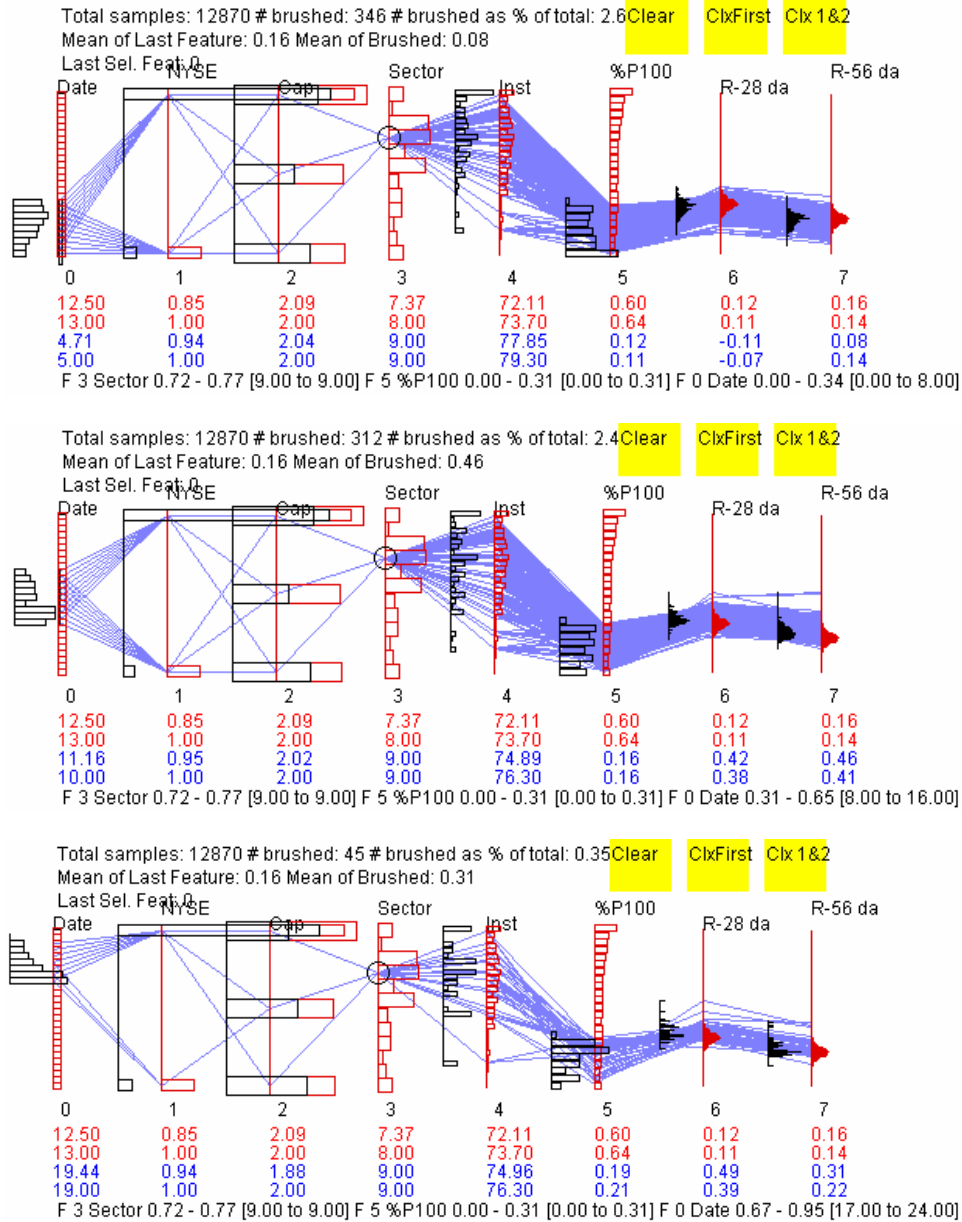 Total samples: 12870 # brushed: 346 # brushed as % of total: 2.6 Clear ClxFirst Clx 1&2
Mean of Last Feature: 0.16 Mean of Brushed: 0.08
Last Sel. Feat: 0
Date NYSE Cap Sector Inst %P100 R-28 da R-56 da
0 1 2 3 4 5 6 7
12.50 0.85 2.09 7.37 72.11 0.60 0.12 0.16
13.00 1.00 2.00 8.00 73.70 0.64 0.11 0.14
4.71 0.94 2.04 9.00 77.85 0.12 -0.11 0.08
5.00 1.00 2.00 9.00 79.30 0.11 -0.07 0.14
F 3 Sector 0.72 - 0.77 [9.00 to 9.00] F 5 %P100 0.00 - 0.31 [0.00 to 0.31] F 0 Date 0.00 - 0.34 [0.00 to 8.00]
Total samples: 12870 # brushed: 312 # brushed as % of total: 2.4 Clear ClxFirst Clx 1&2
Mean of Last Feature: 0.16 Mean of Brushed: 0.46
Last Sel. Feat: 0
Date NYSE Cap Sector Inst %P100 R-28 da R-56 da
0 1 2 3 4 5 6 7
12.50 0.85 2.09 7.37 72.11 0.60 0.12 0.16
13.00 1.00 2.00 8.00 73.70 0.64 0.11 0.14
11.16 0.95 2.02 9.00 74.89 0.16 0.42 0.46
10.00 1.00 2.00 9.00 76.30 0.16 0.38 0.41
F 3 Sector 0.72 - 0.77 [9.00 to 9.00] F 5 %P100 0.00 - 0.31 [0.00 to 0.31] F 0 Date 0.31 - 0.65 [8.00 to 16.00]
Total samples: 12870 # brushed: 45 # brushed as % of total: 0.35 Clear ClxFirst Clx 1&2
Mean of Last Feature: 0.16 Mean of Brushed: 0.31
Last Sel. Feat: 0
Date NYSE Cap Sector Inst %P100 R-28 da R-56 da
0 1 2 3 4 5 6 7
12.50 0.85 2.09 7.37 72.11 0.60 0.12 0.16
13.00 1.00 2.00 8.00 73.70 0.64 0.11 0.14
19.44 0.94 1.88 9.00 74.96 0.19 0.49 0.31
19.00 1.00 2.00 9.00 76.30 0.21 0.39 0.22
F 3 Sector 0.72 - 0.77 [9.00 to 9.00] F 5 %P100 0.00 - 0.31 [0.00 to 0.31] F 0 Date 0.67 - 0.95 [17.00 to 24.00]